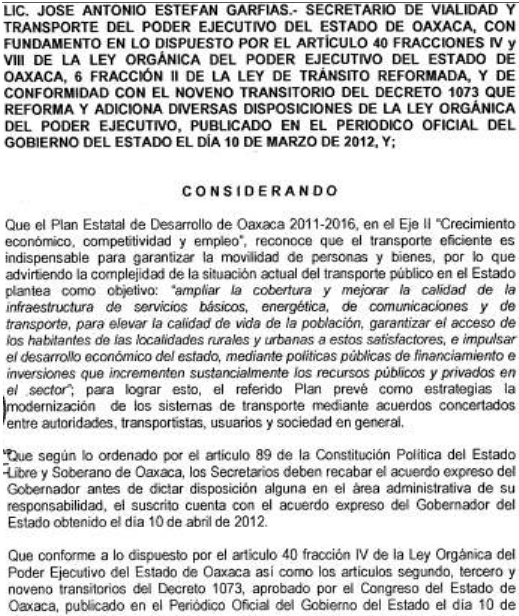 LIC. JOSE ANTONIO ESTEFAN GARFIAS.- SECRETARIO DE VIALIDAD Y
TRANSPORTE DEL PODER EJECUTIVO DEL ESTADO DE OAXACA, CON
FUNDAMENTO EN LO DISPUESTO POR EL ARTÍCULO 40 FRACCIONES IV y
VIII DE LA LEY ORGÁNICA DEL PODER EJECUTIVO DEL ESTADO DE
OAXACA, 6 FRACCIÓN II DE LA LEY DE TRÁNSITO REFORMADA, Y DE
CONFORMIDAD CON EL NOVENO TRANSITORIO DEL DECRETO 1073 QUE
REFORMA Y ADICIONA DIVERSAS DISPOSICIONES DE LA LEY ORGÁNICA
DEL PODER EJECUTIVO, PUBLICADO EN EL PERIODICO OFICIAL DEL
GOBIERNO DEL ESTADO EL DÍA 10 DE MARZO DE 2012, Y;
CONSIDERANDO
Que el Plan Estatal de Desarrollo de Oaxaca 2011-2016, en el Eje II "Crecimiento
económico, competitividad y empleo", reconoce que el transporte eficiente es
indispensable para garantizar la movilidad de personas y bienes, por lo que
advirtiendo la complejidad de la situación actual del transporte público en el Estado
plantea como objetivo: "ampliar la cobertura y mejorar la calidad de la
infraestructura de servicios básicos, energética, de comunicaciones y de
transporte, para elevar la calidad de vida de la población, garantizar el acceso de
los habitantes de las localidades rurales y urbanas a estos satisfactores, e impulsar
el desarrollo económico del estado, mediante políticas públicas de financiamiento e
inversiones que incrementen sustancialmente los recursos públicos y privados en
el sector"; para lograr esto, el referido Plan prevé como estrategias la
modernización de los sistemas de transporte mediante acuerdos concertados
entre autoridades, transportistas, usuarios y sociedad en general.
Que según lo ordenado por el artículo 89 de la Constitución Política del Estado
Libre y Soberano de Oaxaca, los Secretarios deben recabar el acuerdo expreso del
Gobernador antes de dictar disposición alguna en el área administrativa de su
responsabilidad, el suscrito cuenta con el acuerdo expreso del Gobernador del
Estado obtenido el día 10 de abril de 2012.
Que conforme a lo dispuesto por el artículo 40 fracción IV de la Ley Orgánica del
Poder Ejecutivo del Estado de Oaxaca así como los artículos segundo, tercero y
noveno transitorios del Decreto 1073, aprobado por el Congreso del Estado de
Oaxaca, publicado en el Periódico Oficial del Gobierno del Estado el día 10 de